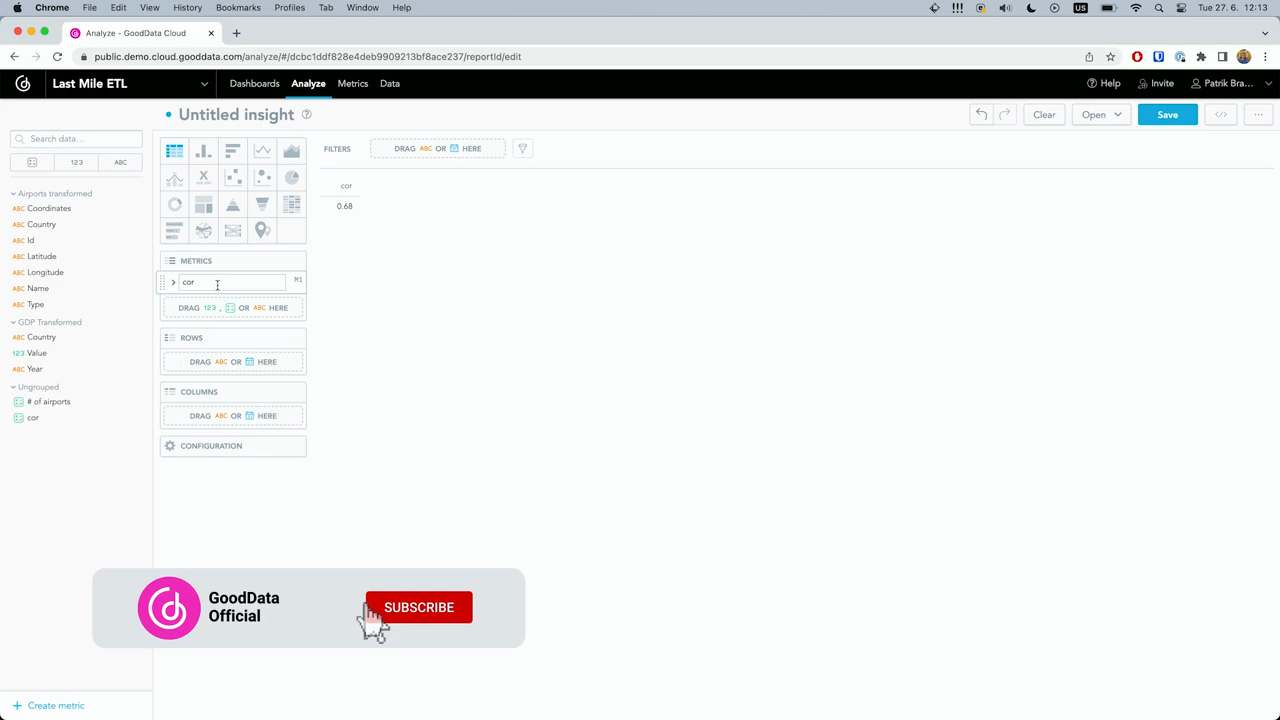 Chrome File Edit View History Bookmarks Profiles Tab Window Help
US
Tue 27. 6. 12:13
Analyze - GoodData Cloud
public.demo.cloud.gooddata.com/analyze/#/dcbc1ddf828e4deb9909213bf8ace237/reportId/edit
Last Mile ETL
Dashboards Analyze Metrics Data
Help Invite Patrik Bra...
Untitled insight
Clear Open Save
Search data...
123 ABC
FILTERS DRAG ABC OR HERE
Airports transformed
ABC Coordinates
ABC Country
ABC Id
ABC Latitude
ABC Longitude
ABC Name
ABC Type
GDP Transformed
ABC Country
123 Value
ABC Year
Ungrouped
# of airports
cor
Create metric
METRICS
cor M1
DRAG 123 , OR ABC HERE
ROWS
DRAG ABC OR HERE
COLUMNS
DRAG ABC OR HERE
CONFIGURATION
cor
0.68
GoodData
Official
SUBSCRIBE